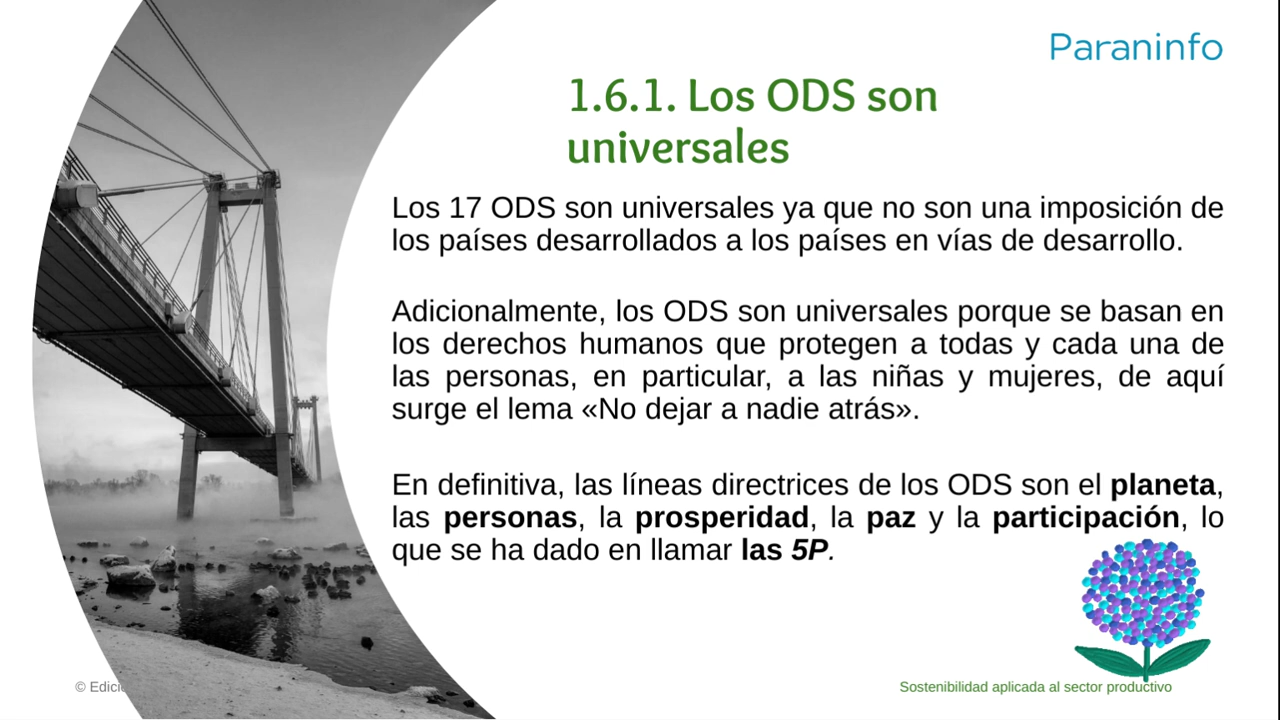 Paraninfo
1.6.1. Los ODS son
universales
Los 17 ODS son universales ya que no son una imposición de
los países desarrollados a los países en vías de desarrollo.
Adicionalmente, los ODS son universales porque se basan en
los derechos humanos que protegen a todas y cada una de
las personas, en particular, a las niñas y mujeres, de aquí
surge el lema «No dejar a nadie atrás».
En definitiva, las líneas directrices de los ODS son el planeta,
las personas, la prosperidad, la paz y la participación, lo
que se ha dado en llamar las 5P.
©
Sostenibilidad aplicada al sector productivo